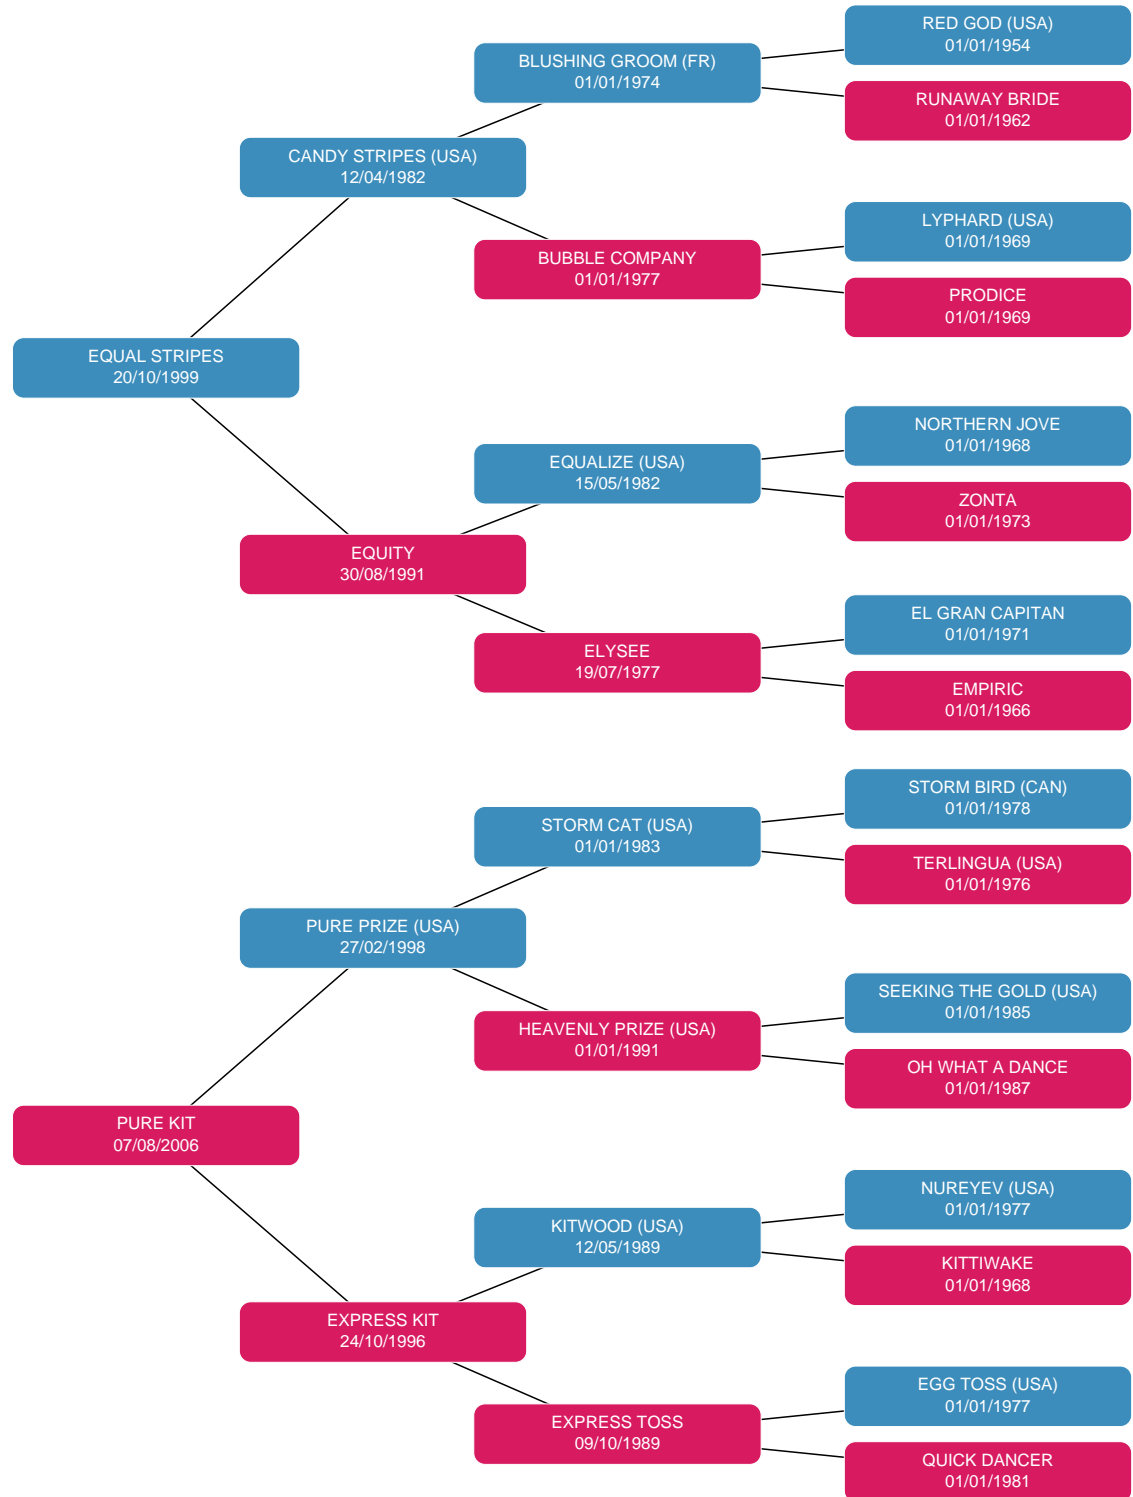 RED GOD (USA)
01/01/1954
BLUSHING GROOM (FR)
01/01/1974
RUNAWAY BRIDE
01/01/1962
CANDY STRIPES (USA)
12/04/1982
LYPHARD (USA)
01/01/1969
BUBBLE COMPANY
01/01/1977
PRODICE
01/01/1969
EQUAL STRIPES
20/10/1999
NORTHERN JOVE
01/01/1968
EQUALIZE (USA)
15/05/1982
ZONTA
01/01/1973
EQUITY
30/08/1991
EL GRAN CAPITAN
01/01/1971
ELYSEE
19/07/1977
EMPIRIC
01/01/1966
STORM BIRD (CAN)
01/01/1978
STORM CAT (USA)
01/01/1983
TERLINGUA (USA)
01/01/1976
PURE PRIZE (USA)
27/02/1998
SEEKING THE GOLD (USA)
01/01/1985
HEAVENLY PRIZE (USA)
01/01/1991
OH WHAT A DANCE
01/01/1987
PURE KIT
07/08/2006
NUREYEV (USA)
01/01/1977
KITWOOD (USA)
12/05/1989
KITTIWAKE
01/01/1968
EXPRESS KIT
24/10/1996
EGG TOSS (USA)
01/01/1977
EXPRESS TOSS
09/10/1989
QUICK DANCER
01/01/1981